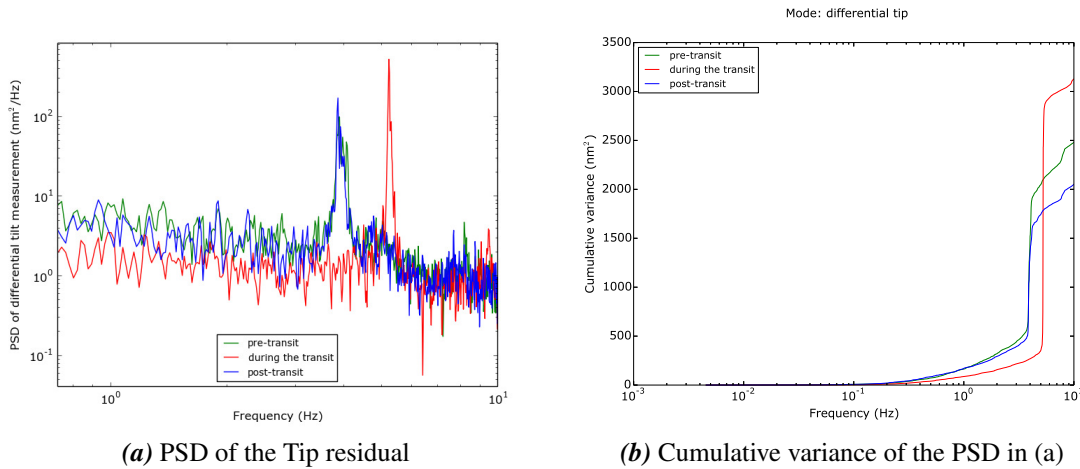 PSD of differential tilt measurement (nm²/Hz)
10²
10¹
10⁰
10⁻¹
pre-transit
during the transit
post-transit
10⁰
10¹
Frequency (Hz)
(a) PSD of the Tip residual
Mode: differential tip
Cumulative variance (nm²)
3500
3000
2500
2000
1500
1000
500
0
pre-transit
during the transit
post-transit
10⁻³
10⁻²
10⁻¹
10⁰
10¹
Frequency (Hz)
(b) Cumulative variance of the PSD in (a)